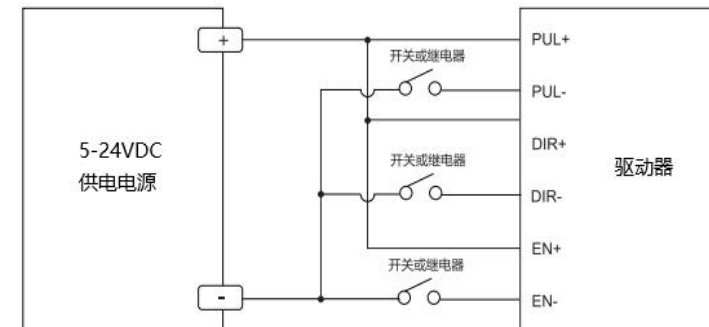 +
PUL+
开关或继电器
PUL-
5-24VDC
供电电源
DIR+
开关或继电器
驱动器
DIR-
EN+
开关或继电器
-
EN-